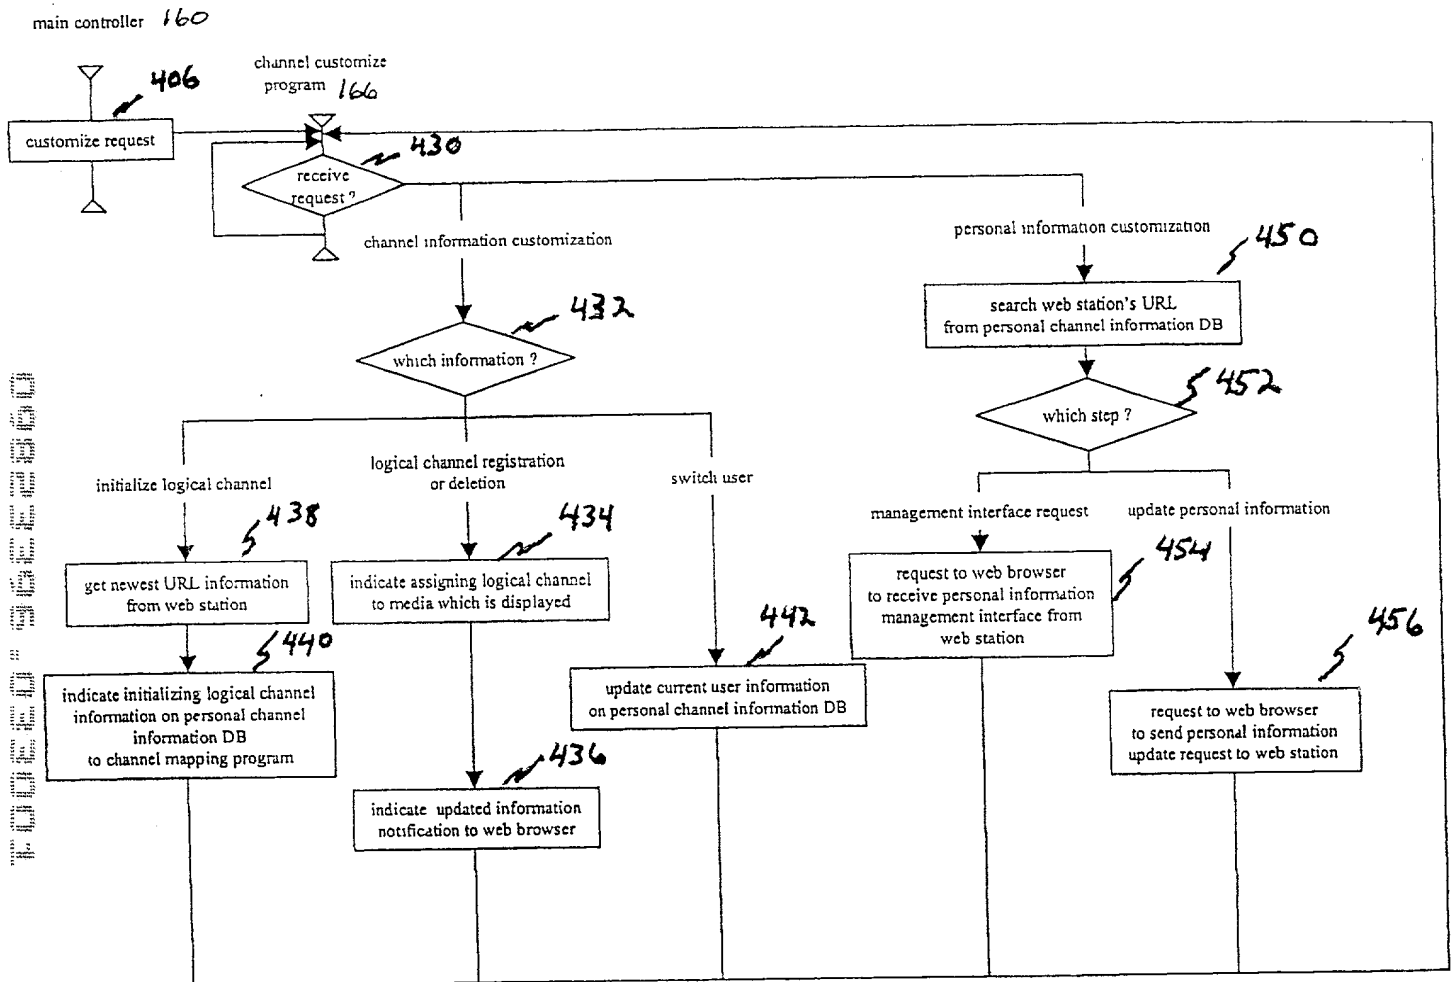 main controller 160
channel customize
program 166
406
customize request
430
receive
request ?
channel information customization
personal information customization
450
search web station's URL
from personal channel information DB
432
which information ?
452
which step ?
initialize logical channel
logical channel registration
or deletion
switch user
management interface request
update personal information
438
get newest URL information
from web station
434
indicate assigning logical channel
to media which is displayed
454
request to web browser
to receive personal information
management interface from
web station
440
indicate initializing logical channel
information on personal channel
information DB
to channel mapping program
442
update current user information
on personal channel information DB
456
request to web browser
to send personal information
update request to web station
436
indicate updated information
notification to web browser